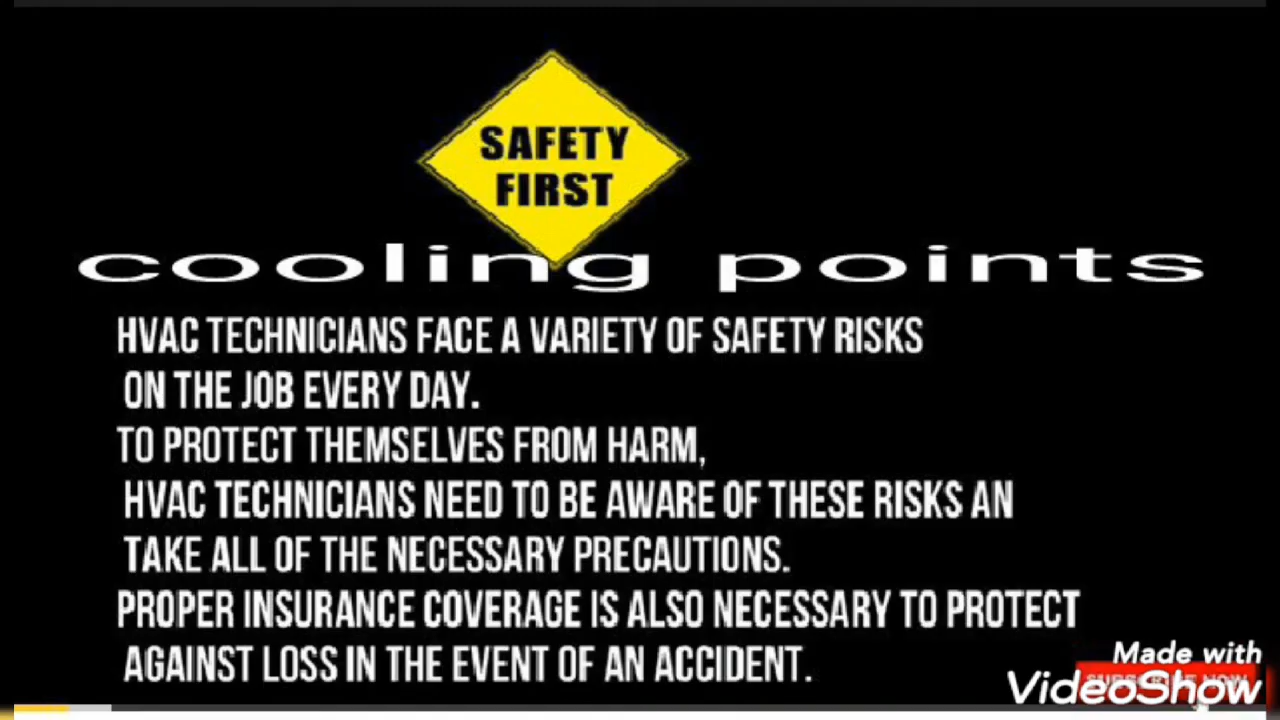 SAFETY
FIRST
cooling points
HVAC TECHNICIANS FACE A VARIETY OF SAFETY RISKS
ON THE JOB EVERY DAY.
TO PROTECT THEMSELVES FROM HARM,
HVAC TECHNICIANS NEED TO BE AWARE OF THESE RISKS AN
TAKE ALL OF THE NECESSARY PRECAUTIONS.
PROPER INSURANCE COVERAGE IS ALSO NECESSARY TO PROTECT
AGAINST LOSS IN THE EVENT OF AN ACCIDENT.
Made with
VideoShow